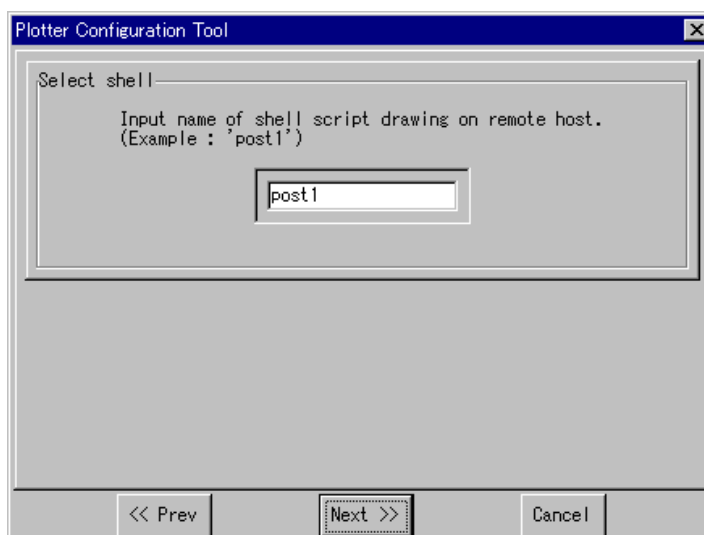 Plotter Configuration Tool
Select shell
Input name of shell script drawing on remote host.
(Example : 'post1')
post1
<< Prev
Next >>
Cancel